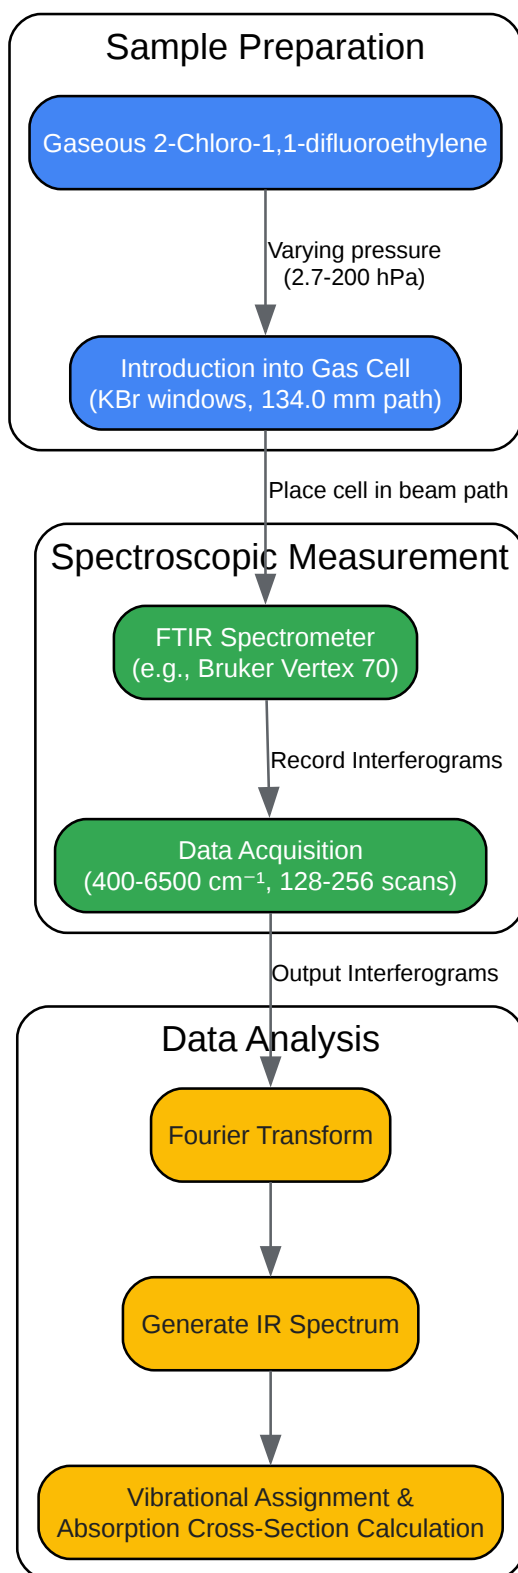 Sample Preparation
Gaseous 2-Chloro-1,1-difluoroethylene
Varying pressure
(2.7-200 hPa)
Introduction into Gas Cell
(KBr windows, 134.0 mm path)
Place cell in beam path
Spectroscopic Measurement
FTIR Spectrometer
(e.g., Bruker Vertex 70)
Record Interferograms
Data Acquisition
(400-6500 cm⁻¹, 128-256 scans)
Output Interferograms
Data Analysis
Fourier Transform
Generate IR Spectrum
Vibrational Assignment &
Absorption Cross-Section Calculation